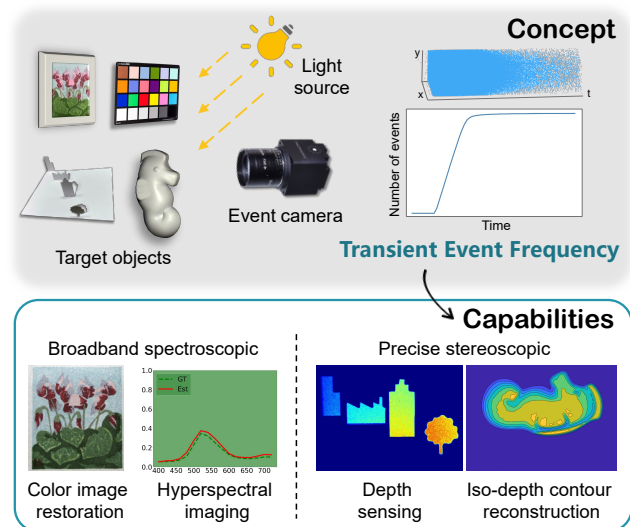 Concept
Light
source
Event camera
Target objects
y
x
t
Number of events
Time
Transient Event Frequency
Capabilities
Broadband spectroscopic
Precise stereoscopic
GT
Est
1.0
0.8
0.6
0.4
0.2
0.0
400 450 500 550 600 650 700
Color image
restoration
Hyperspectral
imaging
Depth
sensing
Iso-depth contour
reconstruction